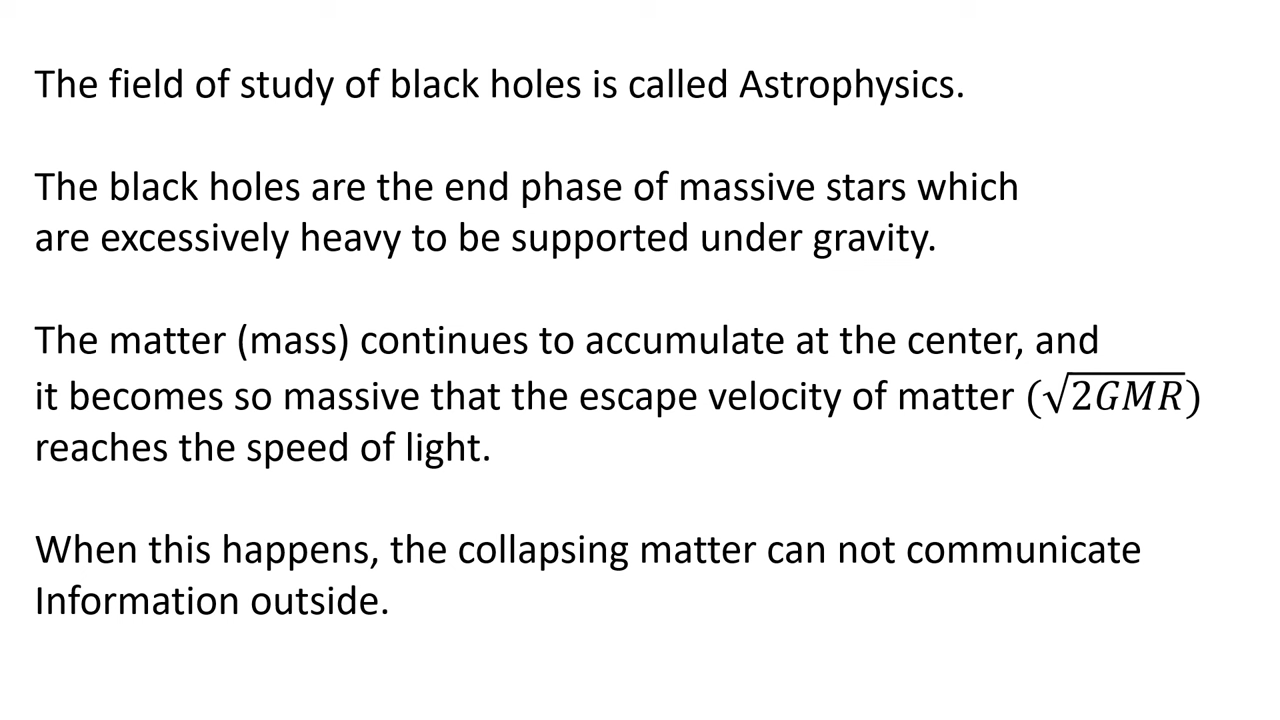 The field of study of black holes is called Astrophysics.
The black holes are the end phase of massive stars which
are excessively heavy to be supported under gravity.
The matter (mass) continues to accumulate at the center, and
it becomes so massive that the escape velocity of matter (√2GMR)
reaches the speed of light.
When this happens, the collapsing matter can not communicate
Information outside.